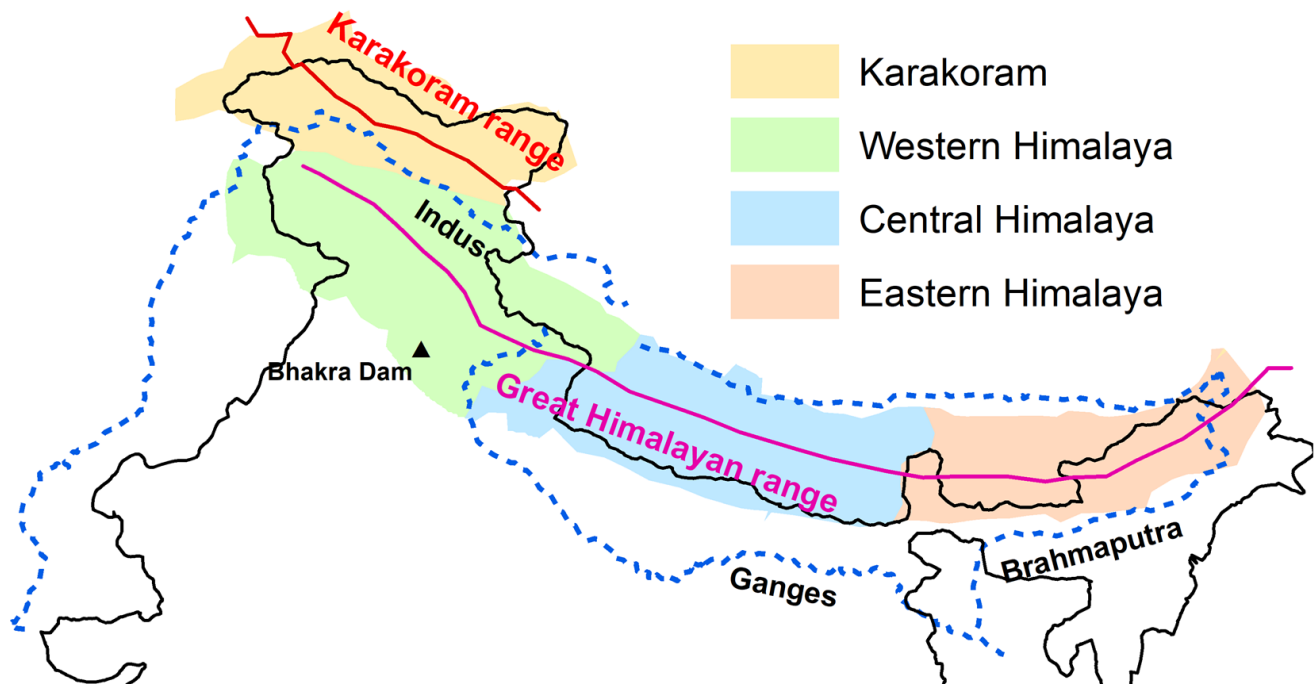 Karakoram range
Karakoram
Western Himalaya
Central Himalaya
Eastern Himalaya
Indus
Bhakra Dam
Great Himalayan range
Ganges
Brahmaputra